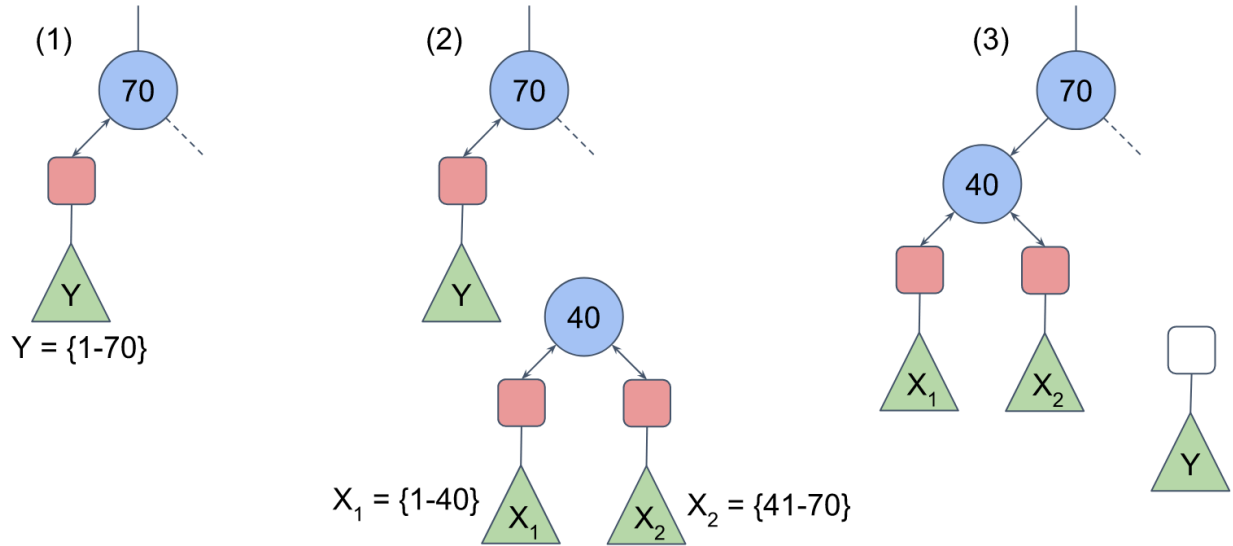 (1)
70
Y
Y = {1-70}
(2)
70
Y
40
X₁ = {1-40}
X₁
X₂
X₂ = {41-70}
(3)
70
40
X₁
X₂
Y